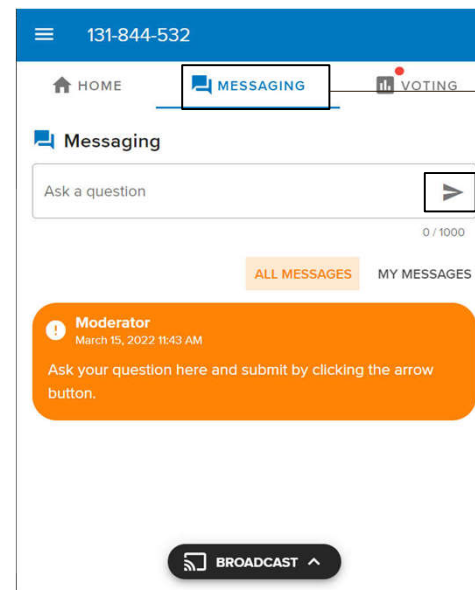 131-844-532
HOME MESSAGING VOTING
Messaging
Ask a question
0 / 1000
ALL MESSAGES MY MESSAGES
Moderator
March 15, 2022 11:43 AM
Ask your question here and submit by clicking the arrow
button.
BROADCAST